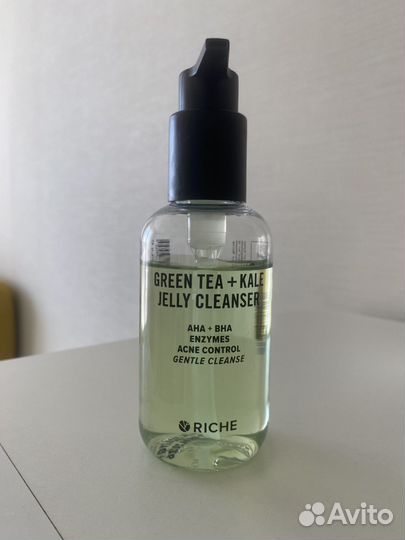 GREEN TEA + KALE
JELLY CLEANSER
AHA + BHA
ENZYMES
ACNE CONTROL
GENTLE CLEANSE
RICHE
Avito